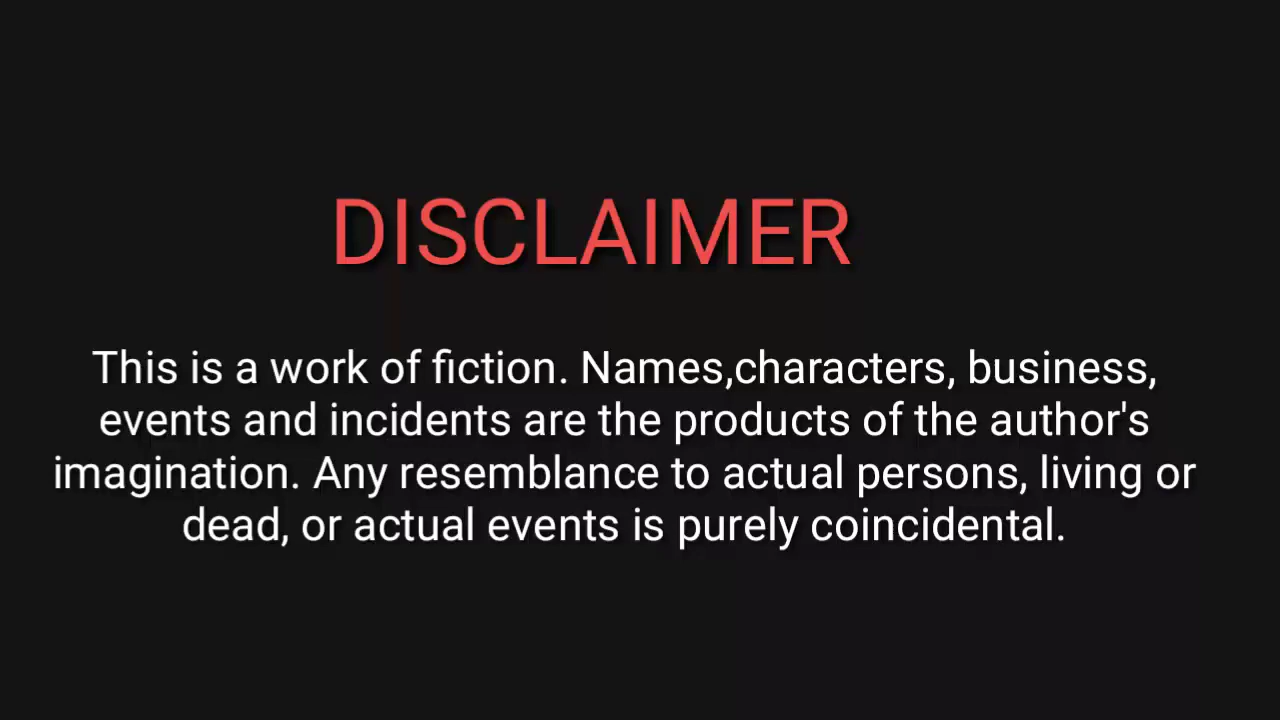 DISCLAIMER
This is a work of fiction. Names,characters, business,
events and incidents are the products of the author's
imagination. Any resemblance to actual persons, living or
dead, or actual events is purely coincidental.